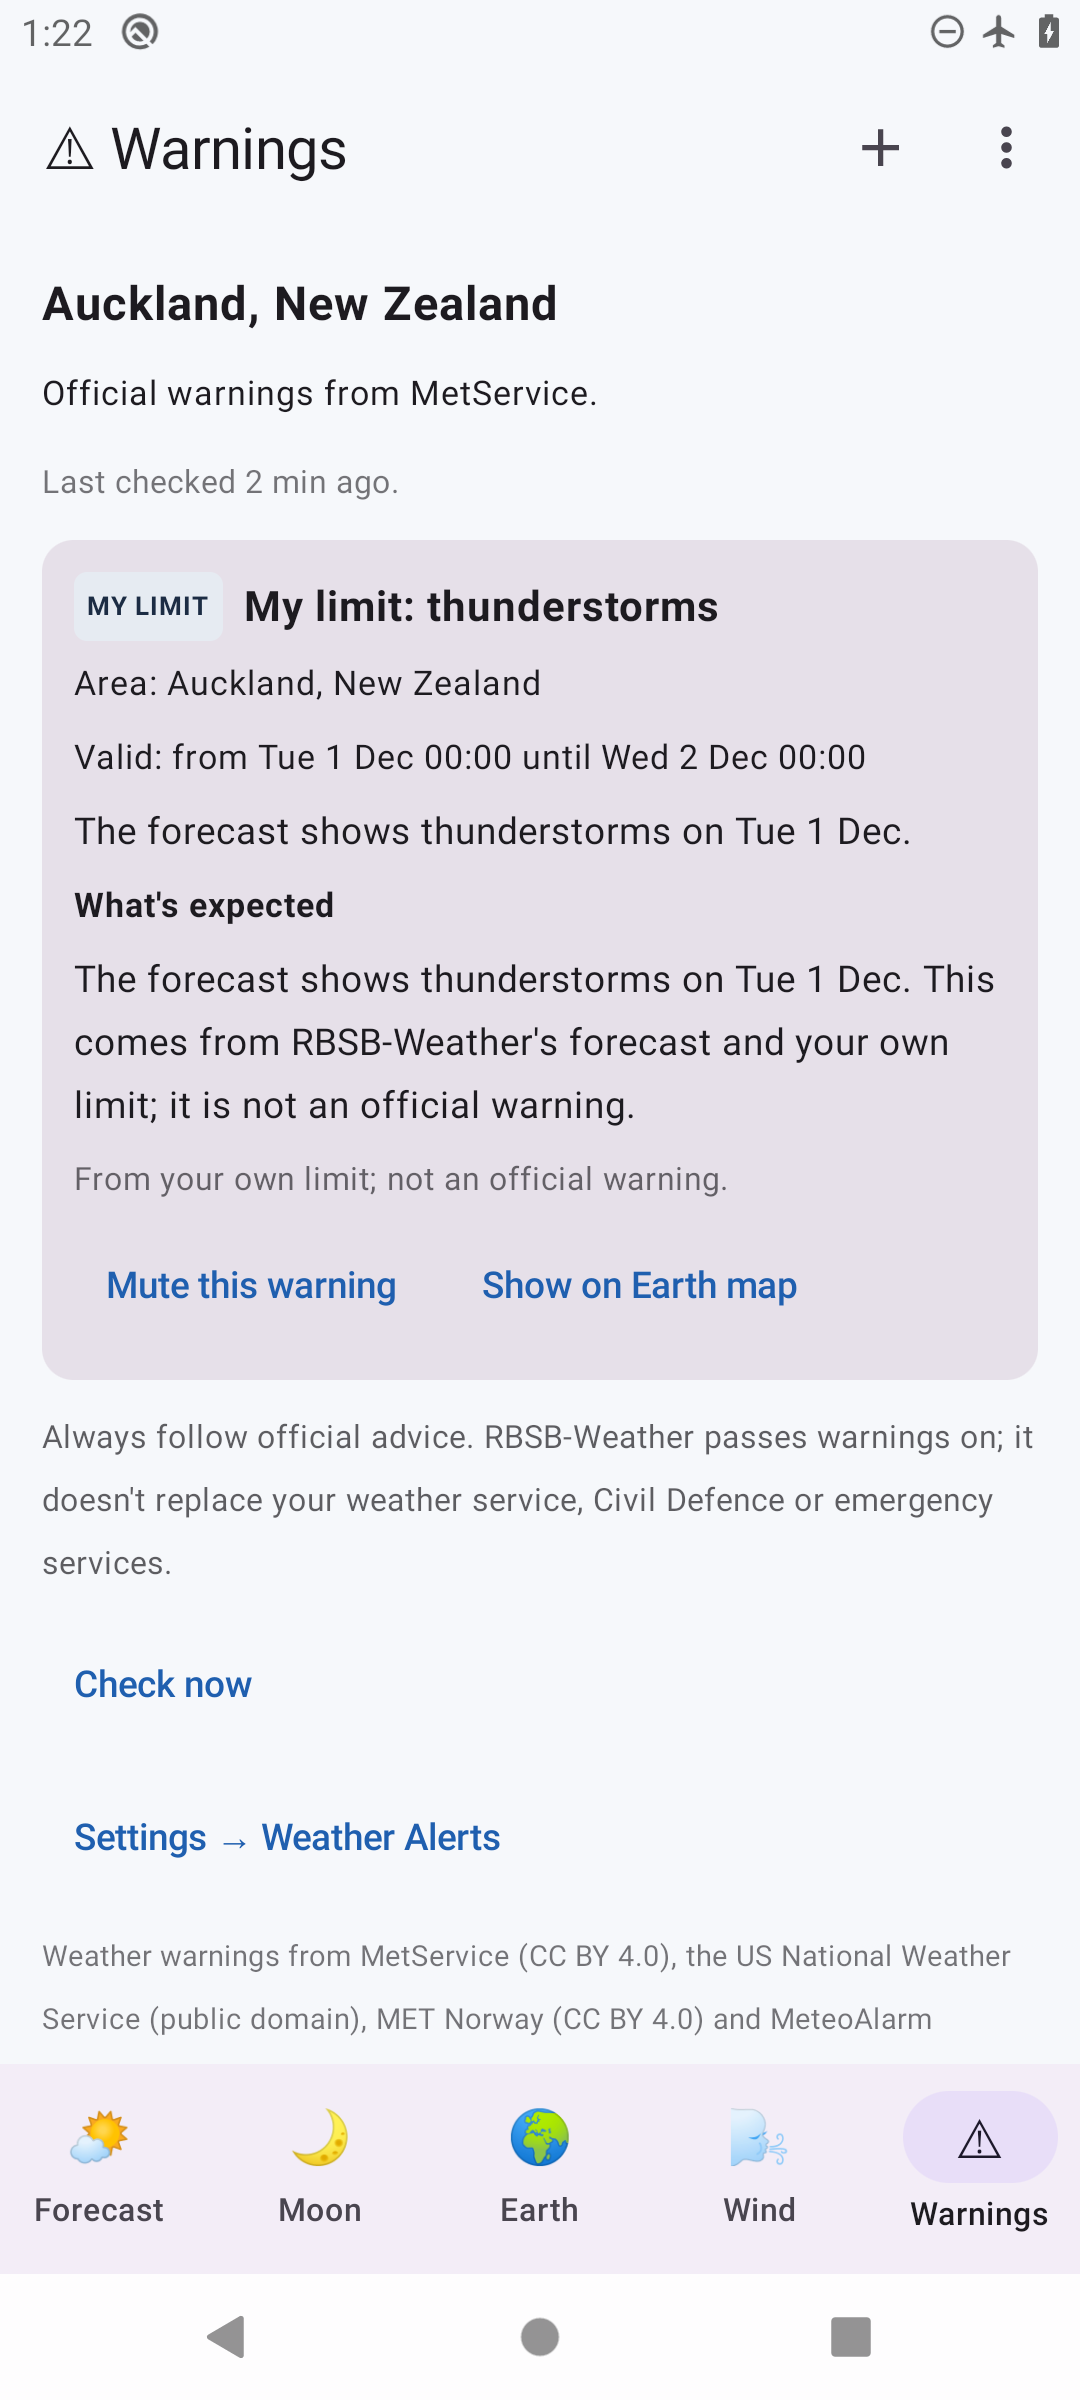 1:22
⚠ Warnings
Auckland, New Zealand
Official warnings from MetService.
Last checked 2 min ago.
MY LIMIT My limit: thunderstorms
Area: Auckland, New Zealand
Valid: from Tue 1 Dec 00:00 until Wed 2 Dec 00:00
The forecast shows thunderstorms on Tue 1 Dec.
What's expected
The forecast shows thunderstorms on Tue 1 Dec. This
comes from RBSB-Weather's forecast and your own
limit; it is not an official warning.
From your own limit; not an official warning.
Mute this warning Show on Earth map
Always follow official advice. RBSB-Weather passes warnings on; it
doesn't replace your weather service, Civil Defence or emergency
services.
Check now
Settings → Weather Alerts
Weather warnings from MetService (CC BY 4.0), the US National Weather
Service (public domain), MET Norway (CC BY 4.0) and MeteoAlarm
Forecast Moon Earth Wind Warnings